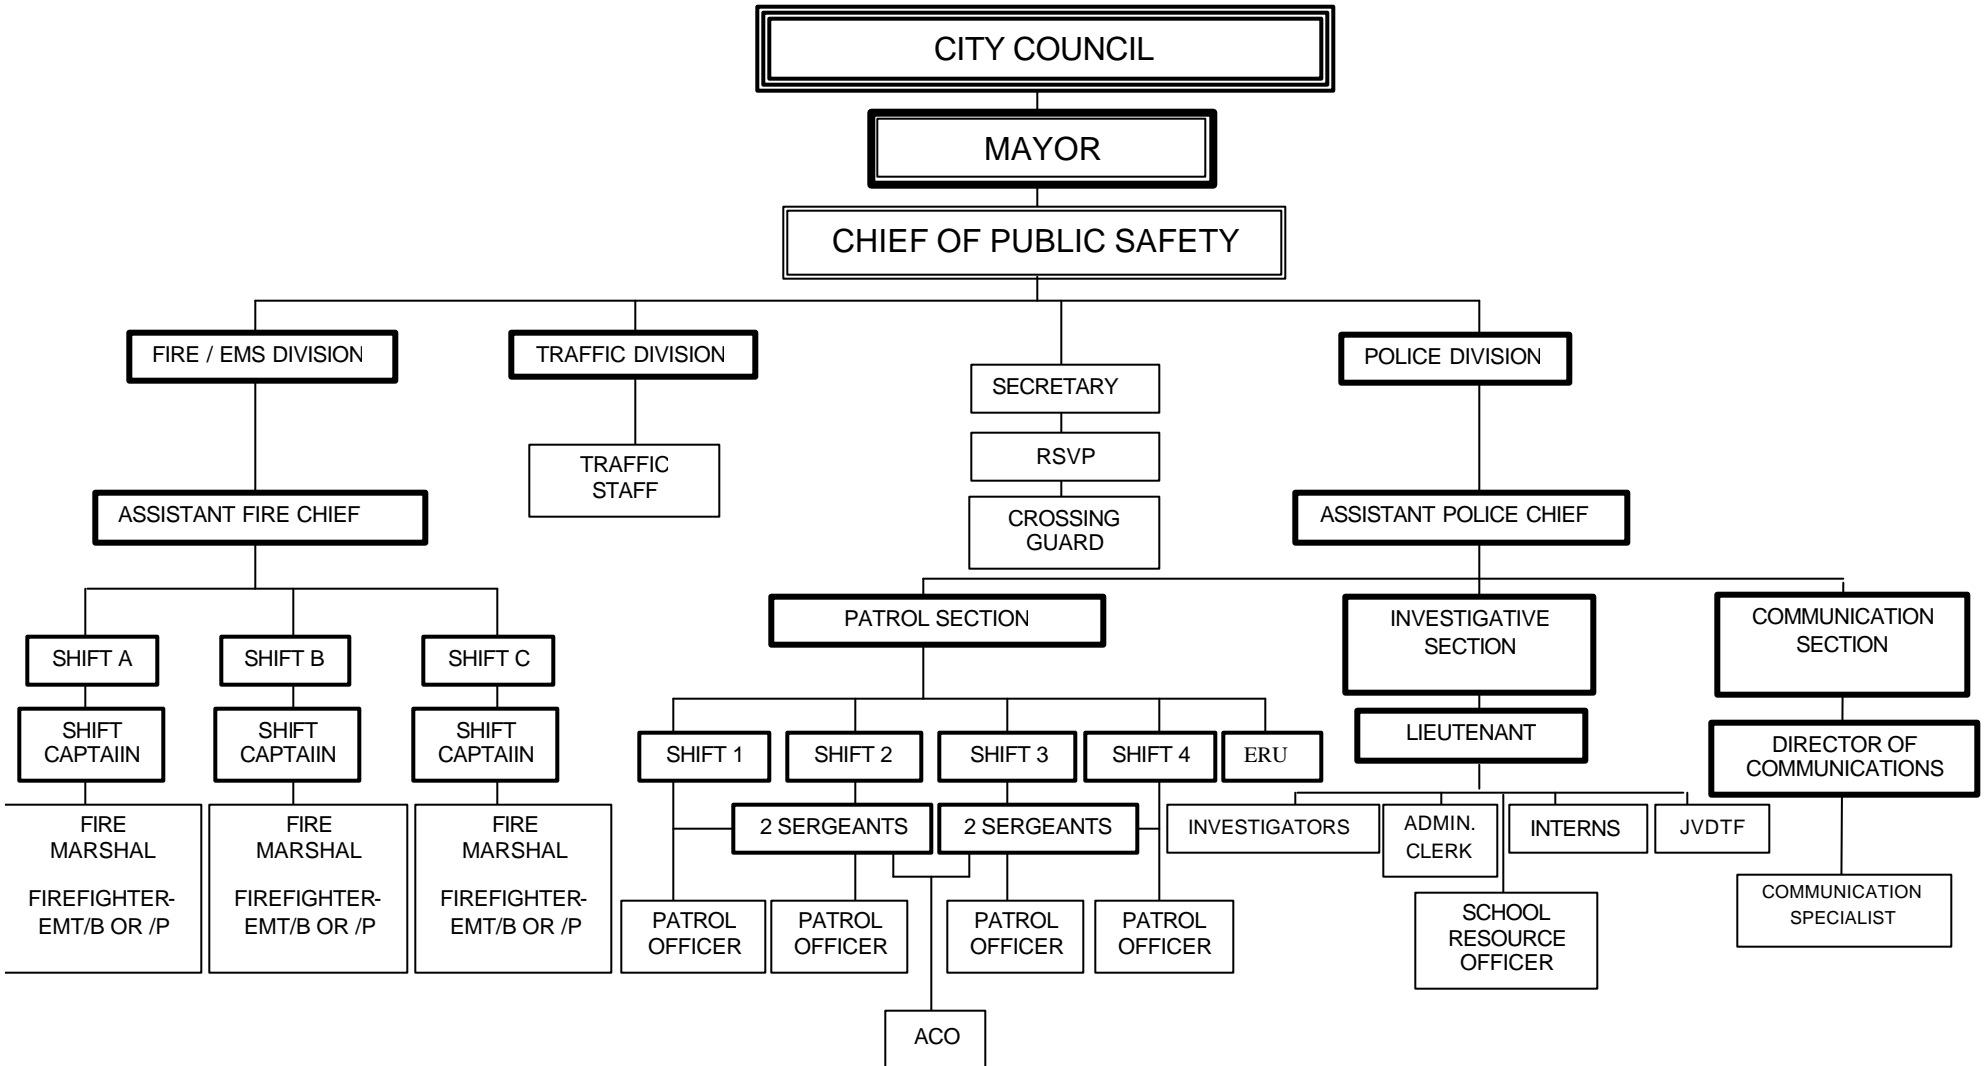 CITY COUNCIL
MAYOR
CHIEF OF PUBLIC SAFETY
FIRE / EMS DIVISION
TRAFFIC DIVISION
POLICE DIVISION
SECRETARY
RSVP
TRAFFIC
STAFF
CROSSING
GUARD
ASSISTANT FIRE CHIEF
ASSISTANT POLICE CHIEF
PATROL SECTION
INVESTIGATIVE
SECTION
COMMUNICATION
SECTION
SHIFT A
SHIFT B
SHIFT C
SHIFT
CAPTAIIN
SHIFT
CAPTAIIN
SHIFT
CAPTAIIN
SHIFT 1
SHIFT 2
SHIFT 3
SHIFT 4
ERU
LIEUTENANT
DIRECTOR OF
COMMUNICATIONS
FIRE
MARSHAL
FIREFIGHTER-
EMT/B OR /P
FIRE
MARSHAL
FIREFIGHTER-
EMT/B OR /P
FIRE
MARSHAL
FIREFIGHTER-
EMT/B OR /P
2 SERGEANTS
2 SERGEANTS
INVESTIGATORS
ADMIN.
CLERK
INTERNS
JVDTF
PATROL
OFFICER
PATROL
OFFICER
PATROL
OFFICER
PATROL
OFFICER
SCHOOL
RESOURCE
OFFICER
COMMUNICATION
SPECIALIST
ACO